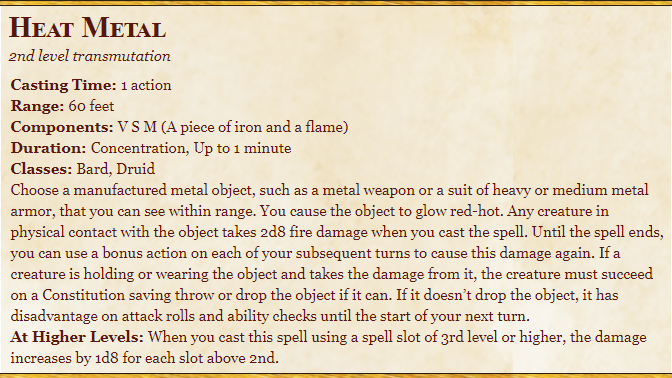 Heat Metal
2nd level transmutation
Casting Time: 1 action
Range: 60 feet
Components: V S M (A piece of iron and a flame)
Duration: Concentration, Up to 1 minute
Classes: Bard, Druid
Choose a manufactured metal object, such as a metal weapon or a suit of heavy or medium metal
armor, that you can see within range. You cause the object to glow red-hot. Any creature in
physical contact with the object takes 2d8 fire damage when you cast the spell. Until the spell ends,
you can use a bonus action on each of your subsequent turns to cause this damage again. If a
creature is holding or wearing the object and takes the damage from it, the creature must succeed
on a Constitution saving throw or drop the object if it can. If it doesn't drop the object, it has
disadvantage on attack rolls and ability checks until the start of your next turn.
At Higher Levels: When you cast this spell using a spell slot of 3rd level or higher, the damage
increases by 1d8 for each slot above 2nd.